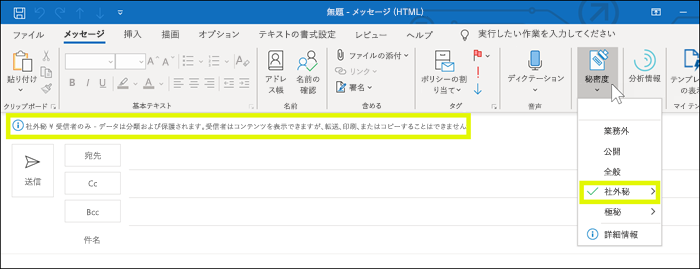 無題 - メッセージ (HTML)
ファイル メッセージ 挿入 描画 オプション テキストの書式設定 レビュー ヘルプ 実行したい作業を入力してください
貼り付け
クリップボード
B I U A
基本テキスト
アドレス帳
名前の確認
名前
ファイルの添付
リンク
署名
含める
ポリシーの割り当て
タグ
ディクテーション
音声
秘密度
分析情報
テンプレ
の表示
マイ テン
社外秘 ¥ 受信者のみ - データは分類および保護されます。受信者はコンテンツを表示できますが、転送、印刷、またはコピーすることはできません
送信
宛先
Cc
Bcc
件名
業務外
公開
全般
社外秘
極秘
詳細情報